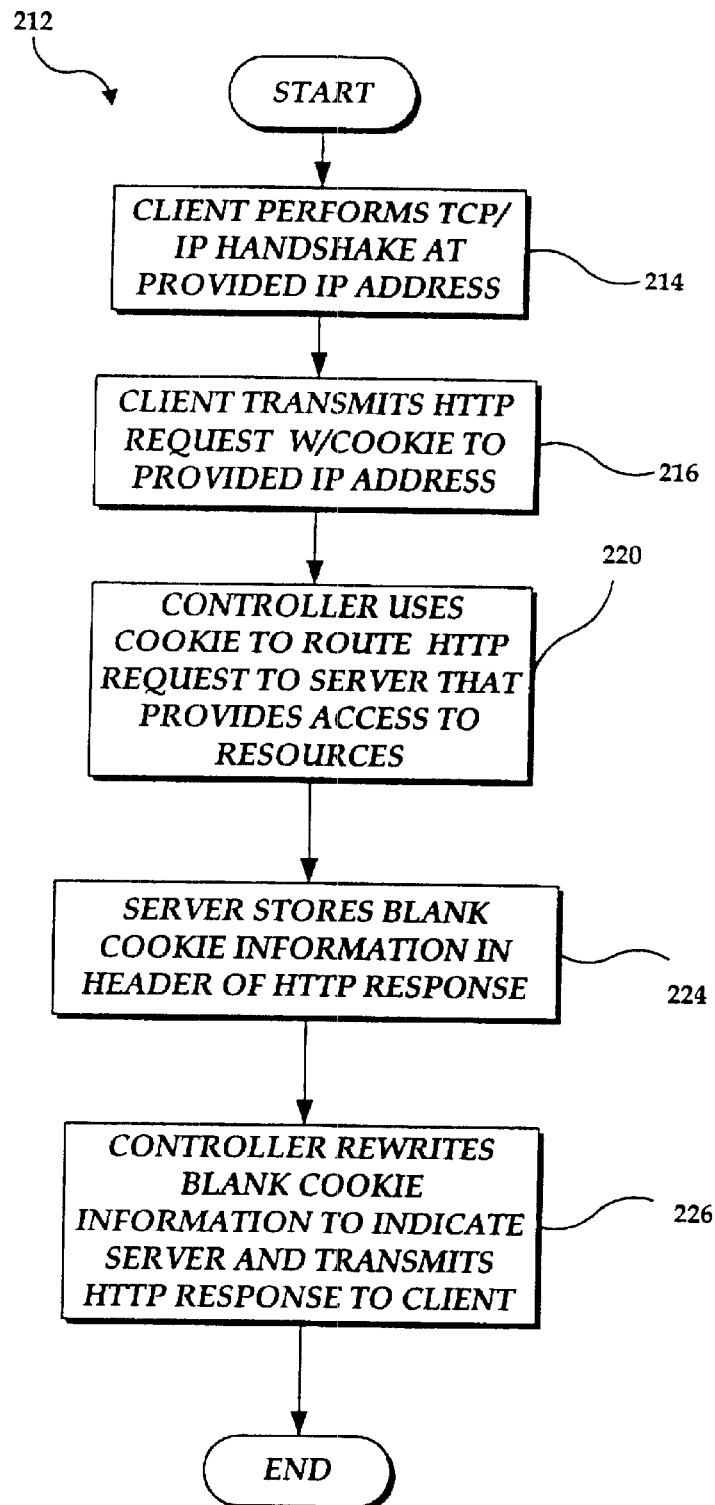 212
START
CLIENT PERFORMS TCP/
IP HANDSHAKE AT
PROVIDED IP ADDRESS
214
CLIENT TRANSMITS HTTP
REQUEST W/COOKIE TO
PROVIDED IP ADDRESS
216
220
CONTROLLER USES
COOKIE TO ROUTE HTTP
REQUEST TO SERVER THAT
PROVIDES ACCESS TO
RESOURCES
SERVER STORES BLANK
COOKIE INFORMATION IN
HEADER OF HTTP RESPONSE
224
CONTROLLER REWRITES
BLANK COOKIE
INFORMATION TO INDICATE
SERVER AND TRANSMITS
HTTP RESPONSE TO CLIENT
226
END